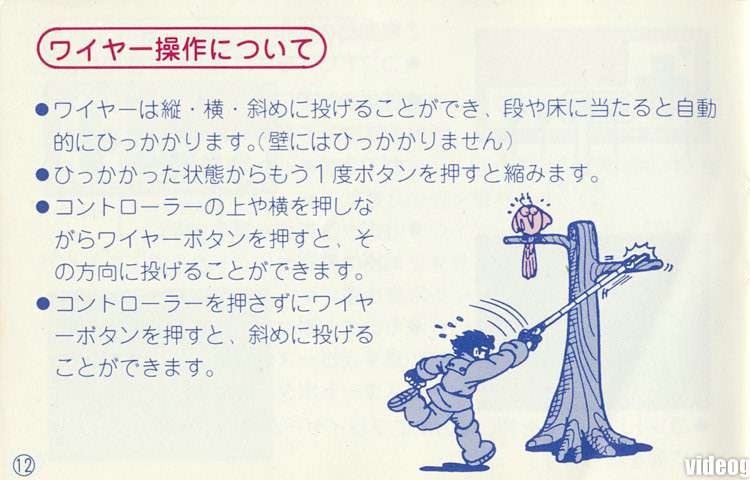 ワイヤー操作について
●ワイヤーは縦・横・斜めに投げることができ、段や床に当たると自動
的にひっかかります。(壁にはひっかかりません)
●ひっかかった状態からもう1度ボタンを押すと縮みます。
●コントローラーの上や横を押しな
がらワイヤーボタンを押すと、そ
の方向に投げることができます。
●コントローラーを押さずにワイヤ
ーボタンを押すと、斜めに投げる
ことができます。
⑫
videog